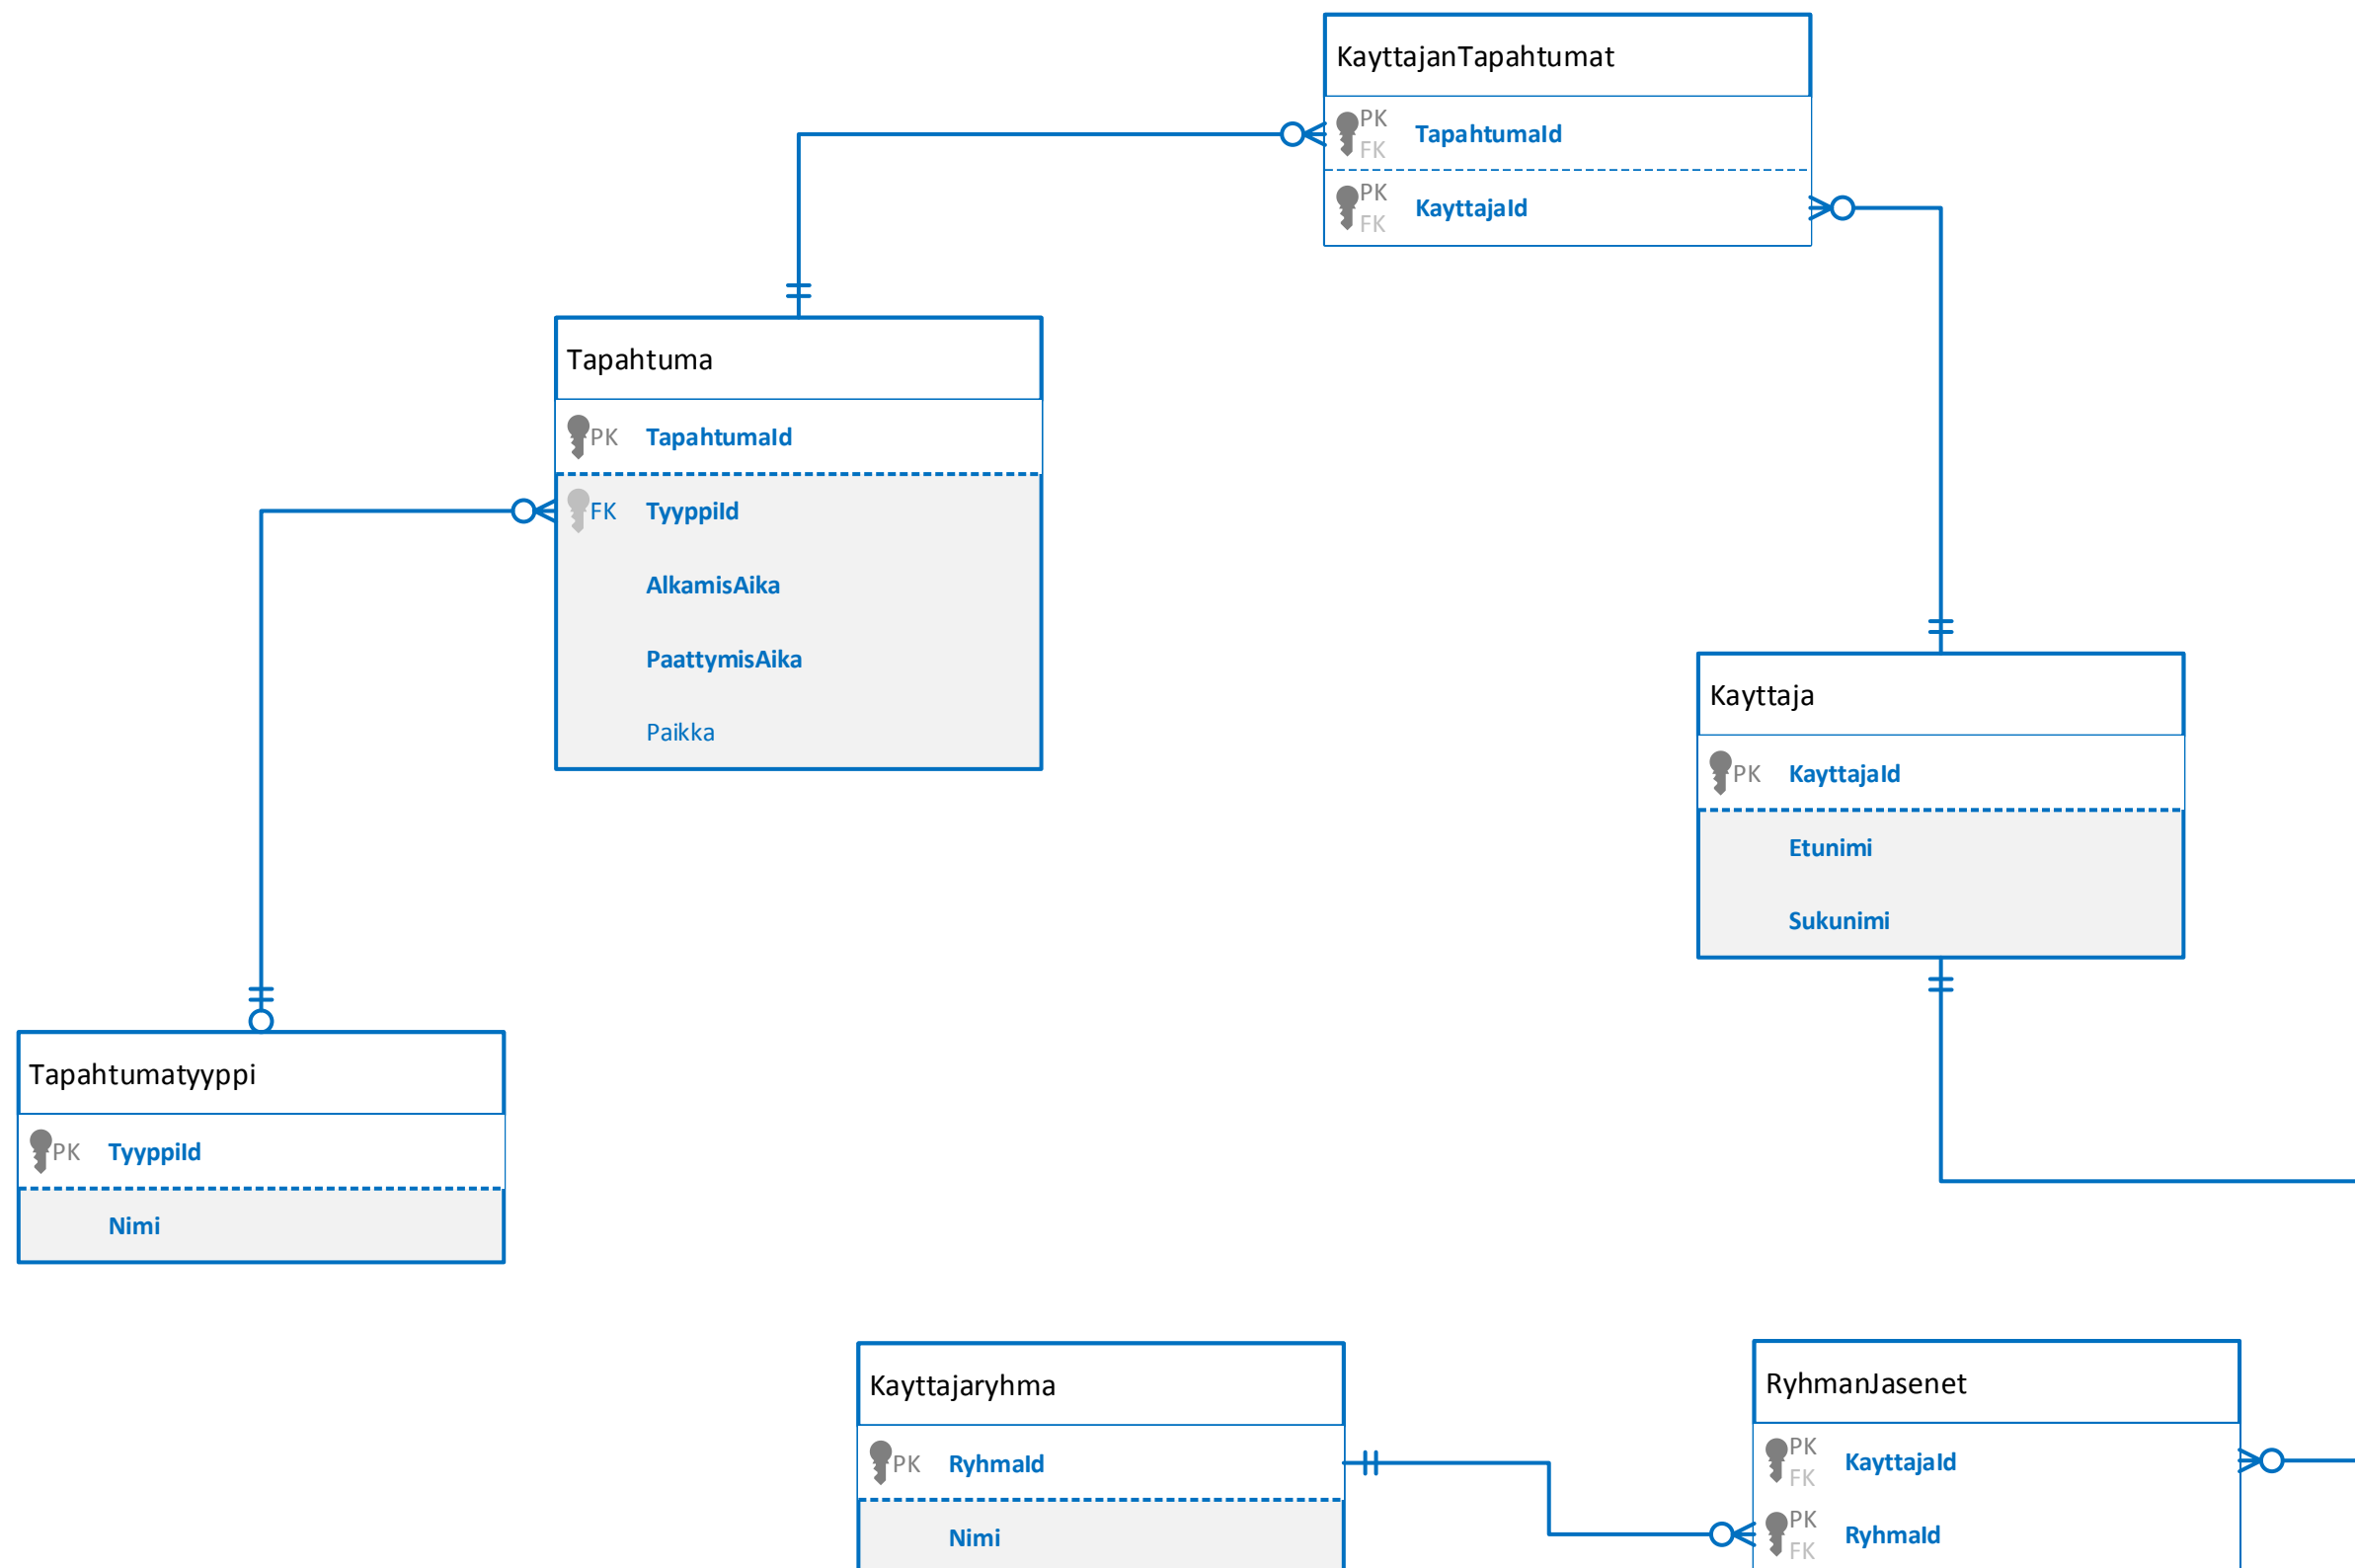 KayttajanTapahtumat
PK
FK
TapahtumaId
PK
FK
KayttajaId
Tapahtuma
PK TapahtumaId
FK TyyppiId
AlkamisAika
PaattymisAika
Paikka
Kayttaja
PK KayttajaId
Etunimi
Sukunimi
Tapahtumatyyppi
PK TyyppiId
Nimi
Kayttajaryhma
PK RyhmaId
Nimi
RyhmanJasenet
PK
FK
KayttajaId
PK
FK
RyhmaId